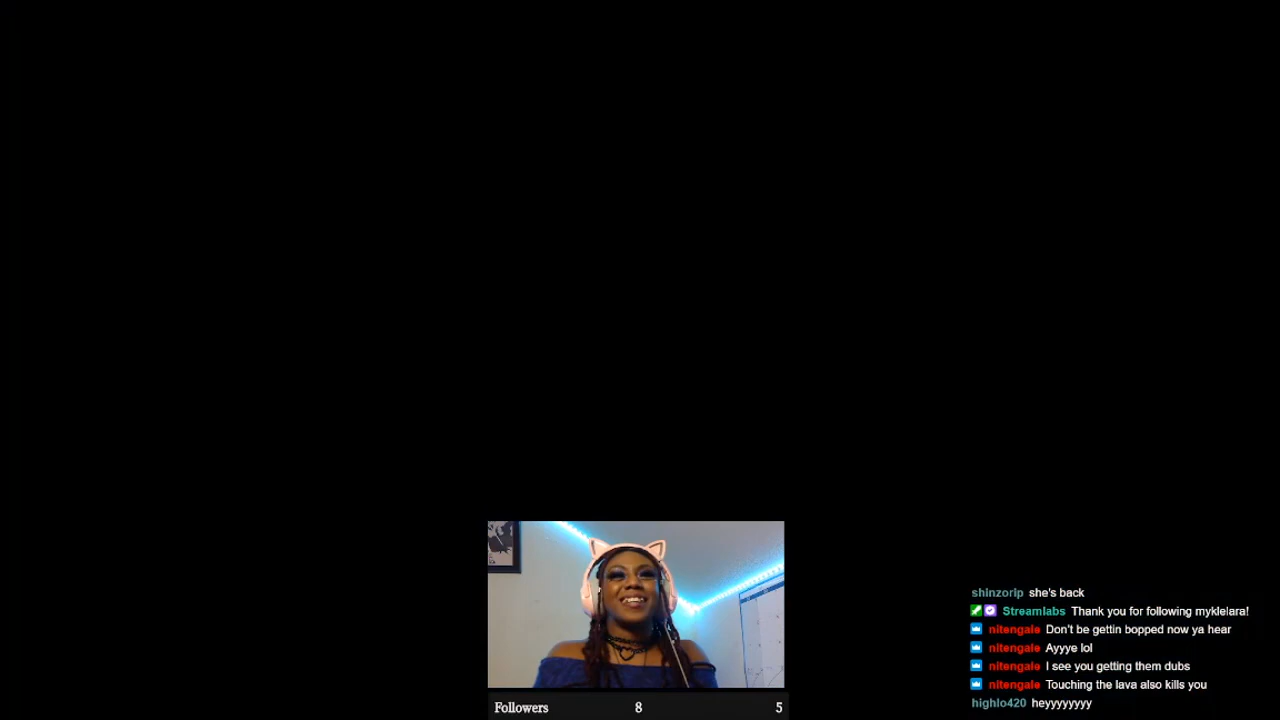 shinzorip she's back
Streamlabs Thank you for following myklelara!
nitengale Don't be gettin bopped now ya hear
nitengale Ayyye lol
nitengale I see you getting them dubs
nitengale Touching the lava also kills you
highlo420 heyyyyyyy
Followers 8 5